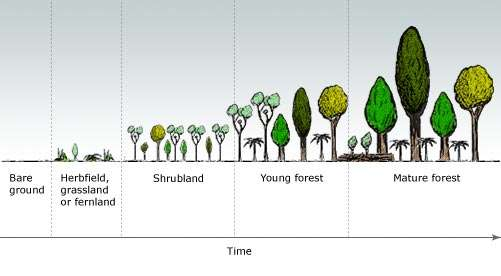 Bare
ground
Herbfield,
grassland
or fernland
Shrubland
Young forest
Mature forest
Time